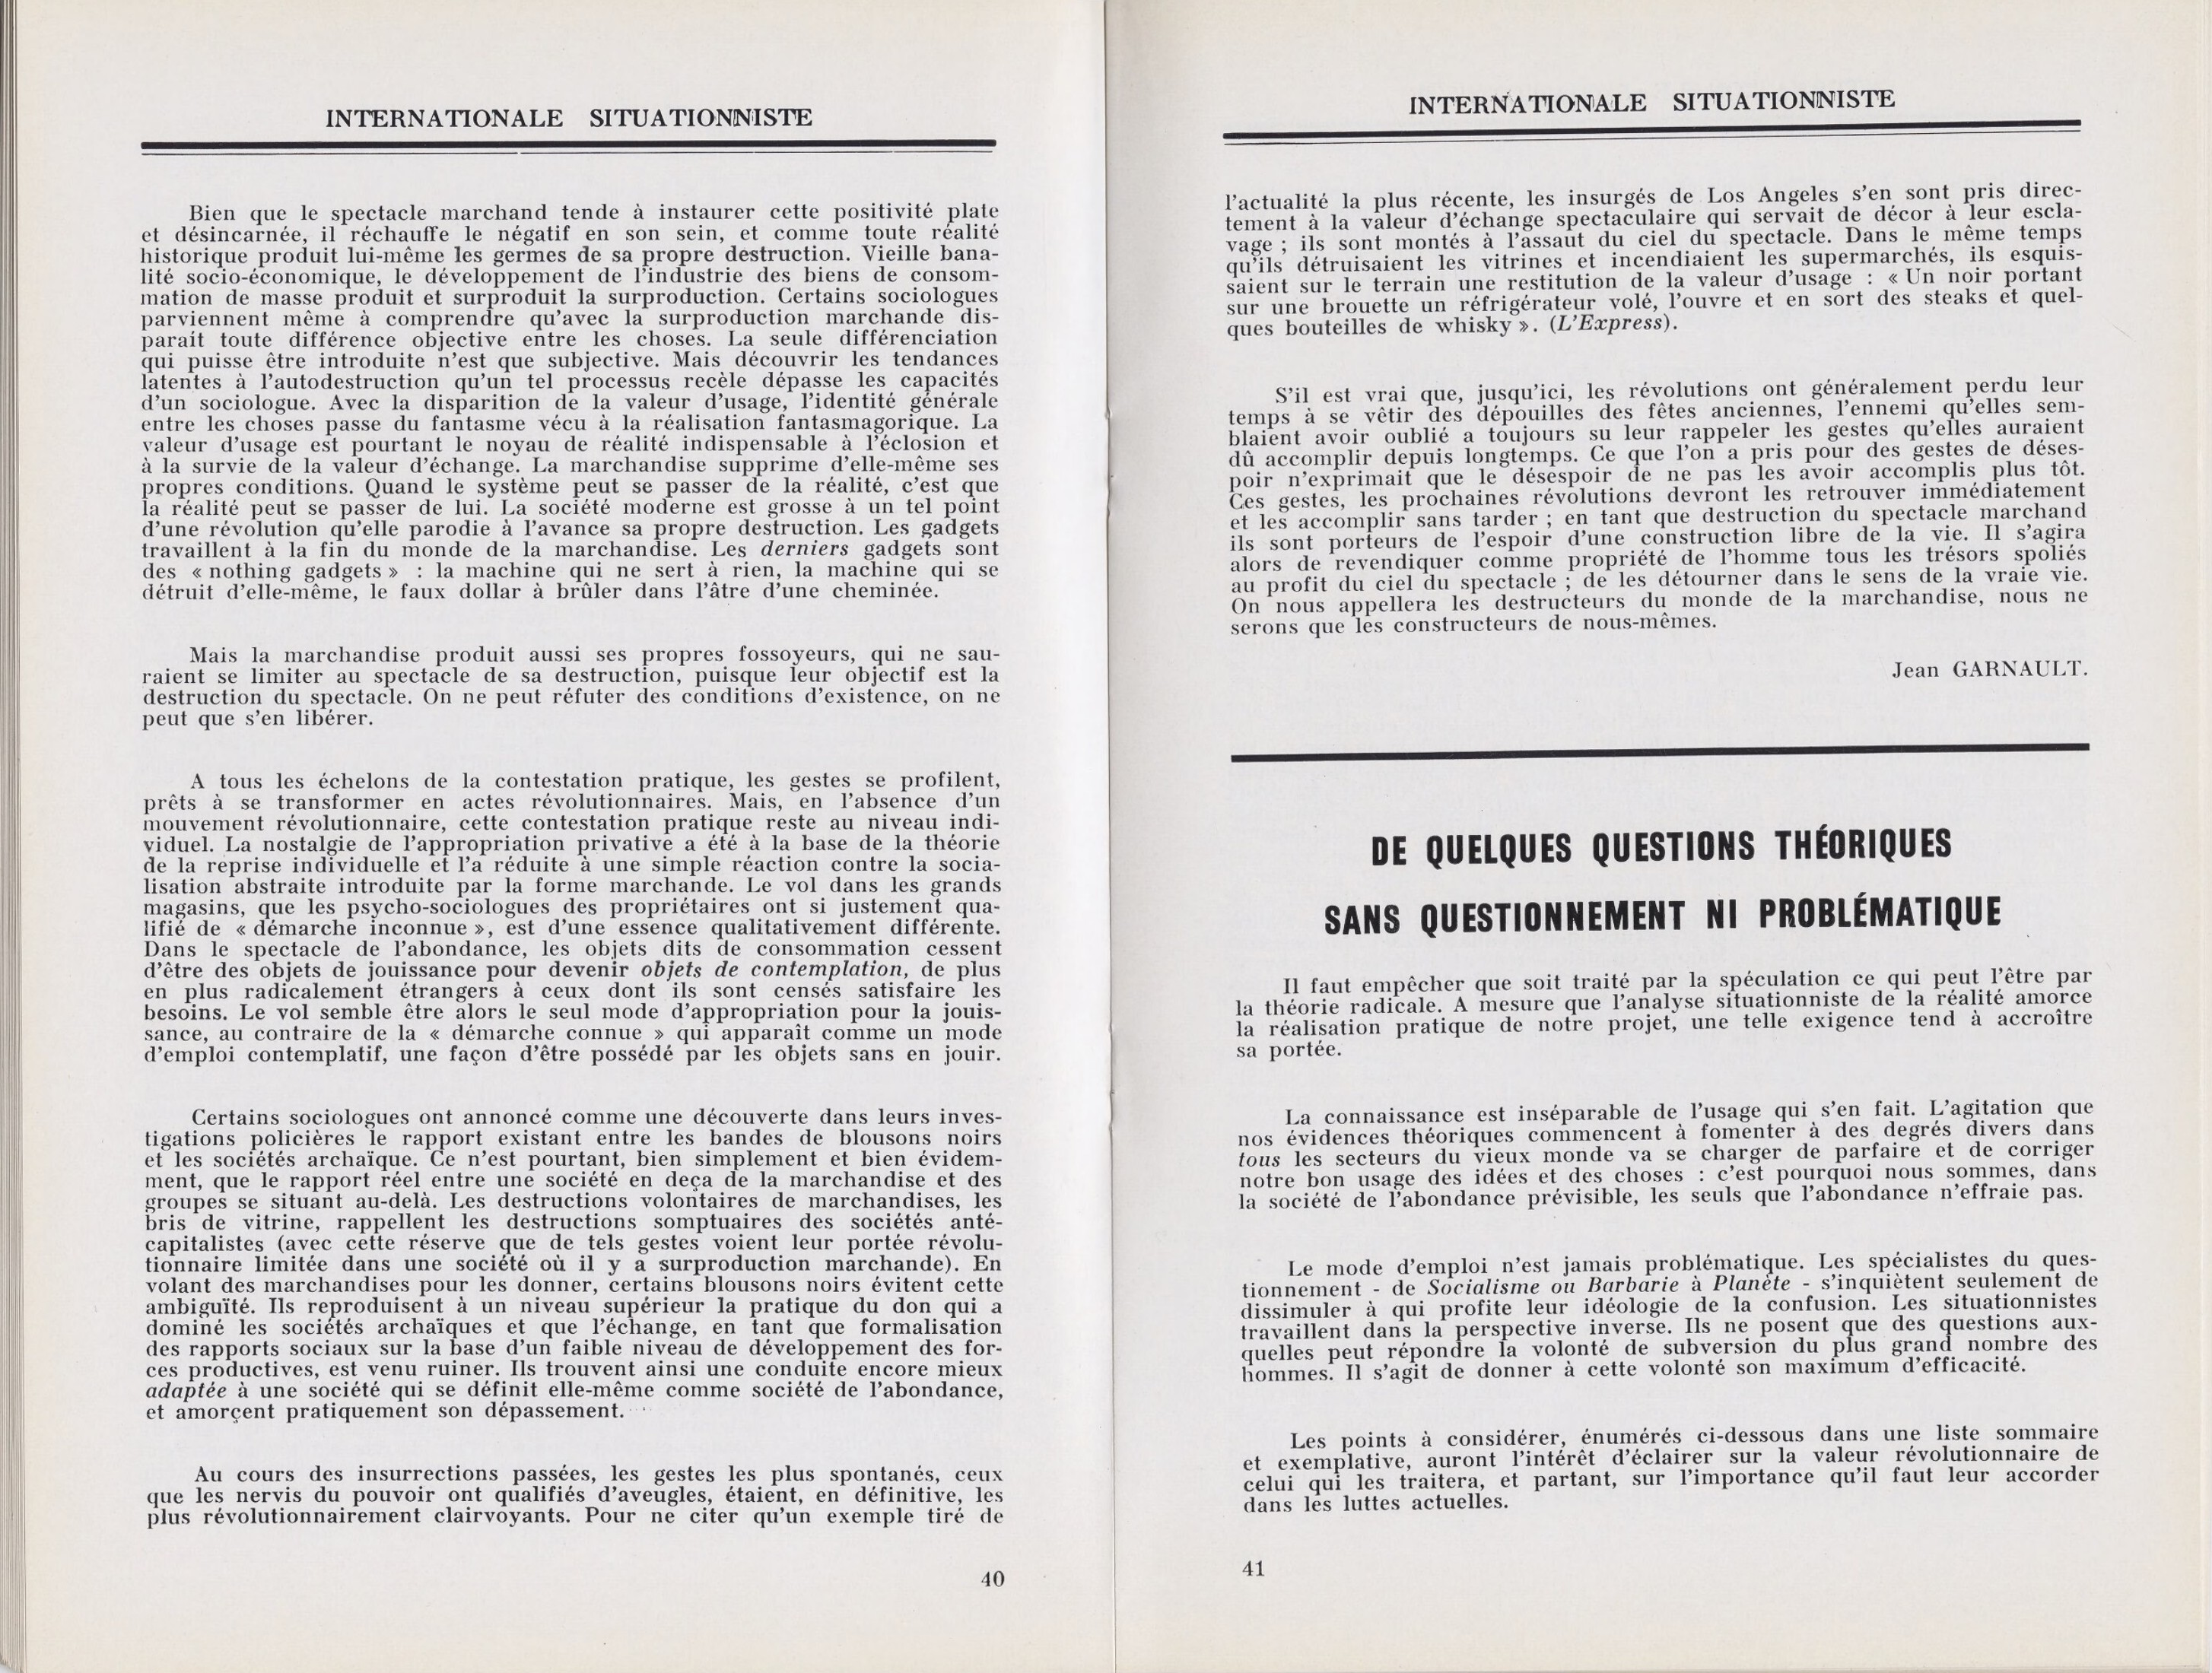 INTERNATIONALE SITUATIONNISTE
Bien que le spectacle marchand tende à instaurer cette positivité plate
et désincarnée, il réchauffe le négatif en son sein, et comme toute réalité
historique produit lui-même les germes de sa propre destruction. Vieille bana-
lité socio-économique, le développement de l'industrie des biens de consom-
mation de masse produit et surproduit la surproduction. Certains sociologues
parviennent même à comprendre qu'avec la surproduction marchande dis-
parait toute différence objective entre les choses. La seule différenciation
qui puisse être introduite n'est que subjective. Mais découvrir les tendances
latentes à l'autodestruction qu'un tel processus recèle dépasse les capacités
d'un sociologue. Avec la disparition de la valeur d'usage, l'identité générale
entre les choses passe du fantasme vécu à la réalisation fantasmagorique. La
valeur d'usage est pourtant le noyau de réalité indispensable à l'éclosion et
à la survie de la valeur d'échange. La marchandise supprime d'elle-même ses
propres conditions. Quand le système peut se passer de la réalité, c'est que
la réalité peut se passer de lui. La société moderne est grosse à un tel point
d'une révolution qu'elle parodie à l'avance sa propre destruction. Les gadgets
travaillent à la fin du monde de la marchandise. Les derniers gadgets sont
des « nothing gadgets » : la machine qui ne sert à rien, la machine qui se
détruit d'elle-même, le faux dollar à brûler dans l'âtre d'une cheminée.
Mais la marchandise produit aussi ses propres fossoyeurs, qui ne sau-
raient se limiter au spectacle de sa destruction, puisque leur objectif est la
destruction du spectacle. On ne peut réfuter des conditions d'existence, on ne
peut que s'en libérer.
A tous les échelons de la contestation pratique, les gestes se profilent,
prêts à se transformer en actes révolutionnaires. Mais, en l'absence d'un
mouvement révolutionnaire, cette contestation pratique reste au niveau indi-
viduel. La nostalgie de l'appropriation privative a été à la base de la théorie
de la reprise individuelle et l'a réduite à une simple réaction contre la socia-
lisation abstraite introduite par la forme marchande. Le vol dans les grands
magasins, que les psycho-sociologues des propriétaires ont si justement qua-
lifié de « démarche inconnue », est d'une essence qualitativement différente.
Dans le spectacle de l'abondance, les objets dits de consommation cessent
d'être des objets de jouissance pour devenir objets de contemplation, de plus
en plus radicalement étrangers à ceux dont ils sont censés satisfaire les
besoins. Le vol semble être alors le seul mode d'appropriation pour la jouis-
sance, au contraire de la « démarche connue » qui apparaît comme un mode
d'emploi contemplatif, une façon d'être possédé par les objets sans en jouir.
Certains sociologues ont annoncé comme une découverte dans leurs inves-
tigations policières le rapport existant entre les bandes de blousons noirs
et les sociétés archaïque. Ce n'est pourtant, bien simplement et bien évidem-
ment, que le rapport réel entre une société en deça de la marchandise et des
groupes se situant au-delà. Les destructions volontaires de marchandises, les
bris de vitrine, rappellent les destructions somptuaires des sociétés anté-
capitalistes (avec cette réserve que de tels gestes voient leur portée révolu-
tionnaire limitée dans une société où il y a surproduction marchande). En
volant des marchandises pour les donner, certains blousons noirs évitent cette
ambiguïté. Ils reproduisent à un niveau supérieur la pratique du don qui a
dominé les sociétés archaïques et que l'échange, en tant que formalisation
des rapports sociaux sur la base d'un faible niveau de développement des for-
ces productives, est venu ruiner. Ils trouvent ainsi une conduite encore mieux
adaptée à une société qui se définit elle-même comme société de l'abondance,
et amorçent pratiquement son dépassement.
Au cours des insurrections passées, les gestes les plus spontanés, ceux
que les nervis du pouvoir ont qualifiés d'aveugles, étaient, en définitive, les
plus révolutionnairement clairvoyants. Pour ne citer qu'un exemple tiré de
40
INTERNATIONALE SITUATIONNISTE
l'actualité la plus récente, les insurgés de Los Angeles s'en sont pris direc-
tement à la valeur d'échange spectaculaire qui servait de décor à leur escla-
vage ; ils sont montés à l'assaut du ciel du spectacle. Dans le même temps
qu'ils détruisaient les vitrines et incendiaient les supermarchés, ils esquis-
saient sur le terrain une restitution de la valeur d'usage : « Un noir portant
sur une brouette un réfrigérateur volé, l'ouvre et en sort des steaks et quel-
ques bouteilles de whisky ». (L'Express).
S'il est vrai que, jusqu'ici, les révolutions ont généralement perdu leur
temps à se vêtir des dépouilles des fêtes anciennes, l'ennemi qu'elles sem-
blaient avoir oublié a toujours su leur rappeler les gestes qu'elles auraient
dû accomplir depuis longtemps. Ce que l'on a pris pour des gestes de déses-
poir n'exprimait que le désespoir de ne pas les avoir accomplis plus tôt.
Ces gestes, les prochaines révolutions devront les retrouver immédiatement
et les accomplir sans tarder ; en tant que destruction du spectacle marchand
ils sont porteurs de l'espoir d'une construction libre de la vie. Il s'agira
alors de revendiquer comme propriété de l'homme tous les trésors spoliés
au profit du ciel du spectacle ; de les détourner dans le sens de la vraie vie.
On nous appellera les destructeurs du monde de la marchandise, nous ne
serons que les constructeurs de nous-mêmes.
Jean GARNAULT.
DE QUELQUES QUESTIONS THÉORIQUES
SANS QUESTIONNEMENT NI PROBLÉMATIQUE
Il faut empêcher que soit traité par la spéculation ce qui peut l'être par
la théorie radicale. A mesure que l'analyse situationniste de la réalité amorce
la réalisation pratique de notre projet, une telle exigence tend à accroître
sa portée.
La connaissance est inséparable de l'usage qui s'en fait. L'agitation que
nos évidences théoriques commencent à fomenter à des degrés divers dans
tous les secteurs du vieux monde va se charger de parfaire et de corriger
notre bon usage des idées et des choses : c'est pourquoi nous sommes, dans
la société de l'abondance prévisible, les seuls que l'abondance n'effraie pas.
Le mode d'emploi n'est jamais problématique. Les spécialistes du ques-
tionnement - de Socialisme ou Barbarie à Planète - s'inquiètent seulement de
dissimuler à qui profite leur idéologie de la confusion. Les situationnistes
travaillent dans la perspective inverse. Ils ne posent que des questions aux-
quelles peut répondre la volonté de subversion du plus grand nombre des
hommes. Il s'agit de donner à cette volonté son maximum d'efficacité.
Les points à considérer, énumérés ci-dessous dans une liste sommaire
et exemplative, auront l'intérêt d'éclairer sur la valeur révolutionnaire de
celui qui les traitera, et partant, sur l'importance qu'il faut leur accorder
dans les luttes actuelles.
41